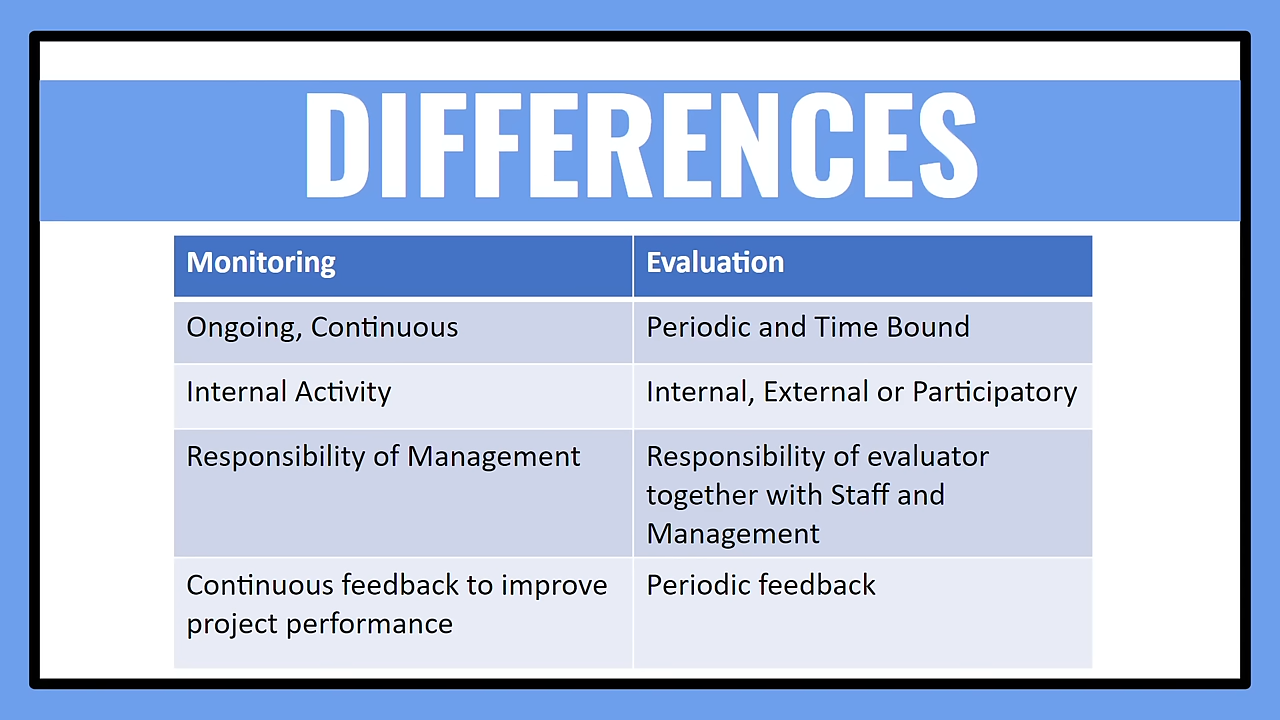 DIFFERENCES
Monitoring
Evaluation
Ongoing, Continuous
Periodic and Time Bound
Internal Activity
Internal, External or Participatory
Responsibility of Management
Responsibility of evaluator
together with Staff and
Management
Continuous feedback to improve
project performance
Periodic feedback